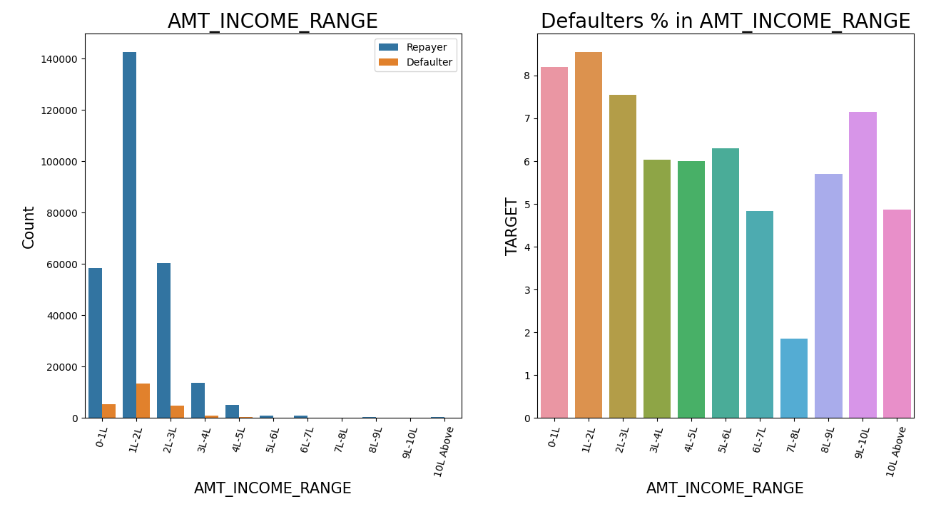 AMT_INCOME_RANGE
Repayer
Defaulter
Count
140000
120000
100000
80000
60000
40000
20000
0
0-1L
1L-2L
2L-3L
3L-4L
4L-5L
5L-6L
6L-7L
7L-8L
8L-9L
9L-10L
10L Above
AMT_INCOME_RANGE
Defaulters % in AMT_INCOME_RANGE
TARGET
8
7
6
5
4
3
2
1
0
0-1L
1L-2L
2L-3L
3L-4L
4L-5L
5L-6L
6L-7L
7L-8L
8L-9L
9L-10L
10L Above
AMT_INCOME_RANGE